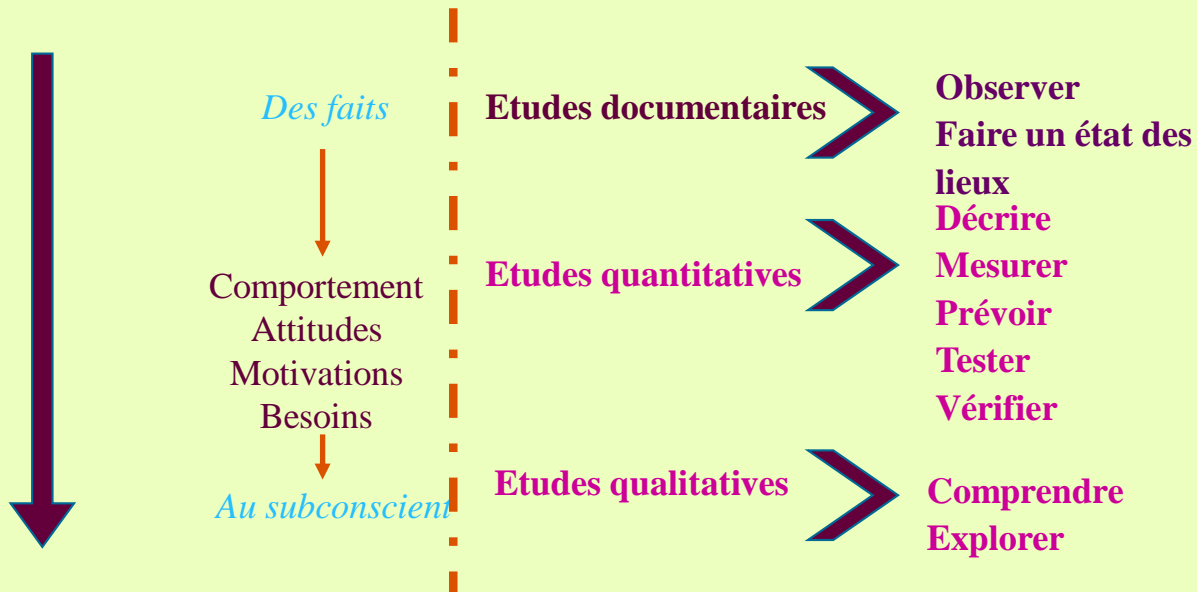 Des faits
Comportement
Attitudes
Motivations
Besoins
Au subconscient
Etudes documentaires
Observer
Faire un état des
lieux
Etudes quantitatives
Décrire
Mesurer
Prévoir
Tester
Vérifier
Etudes qualitatives
Comprendre
Explorer